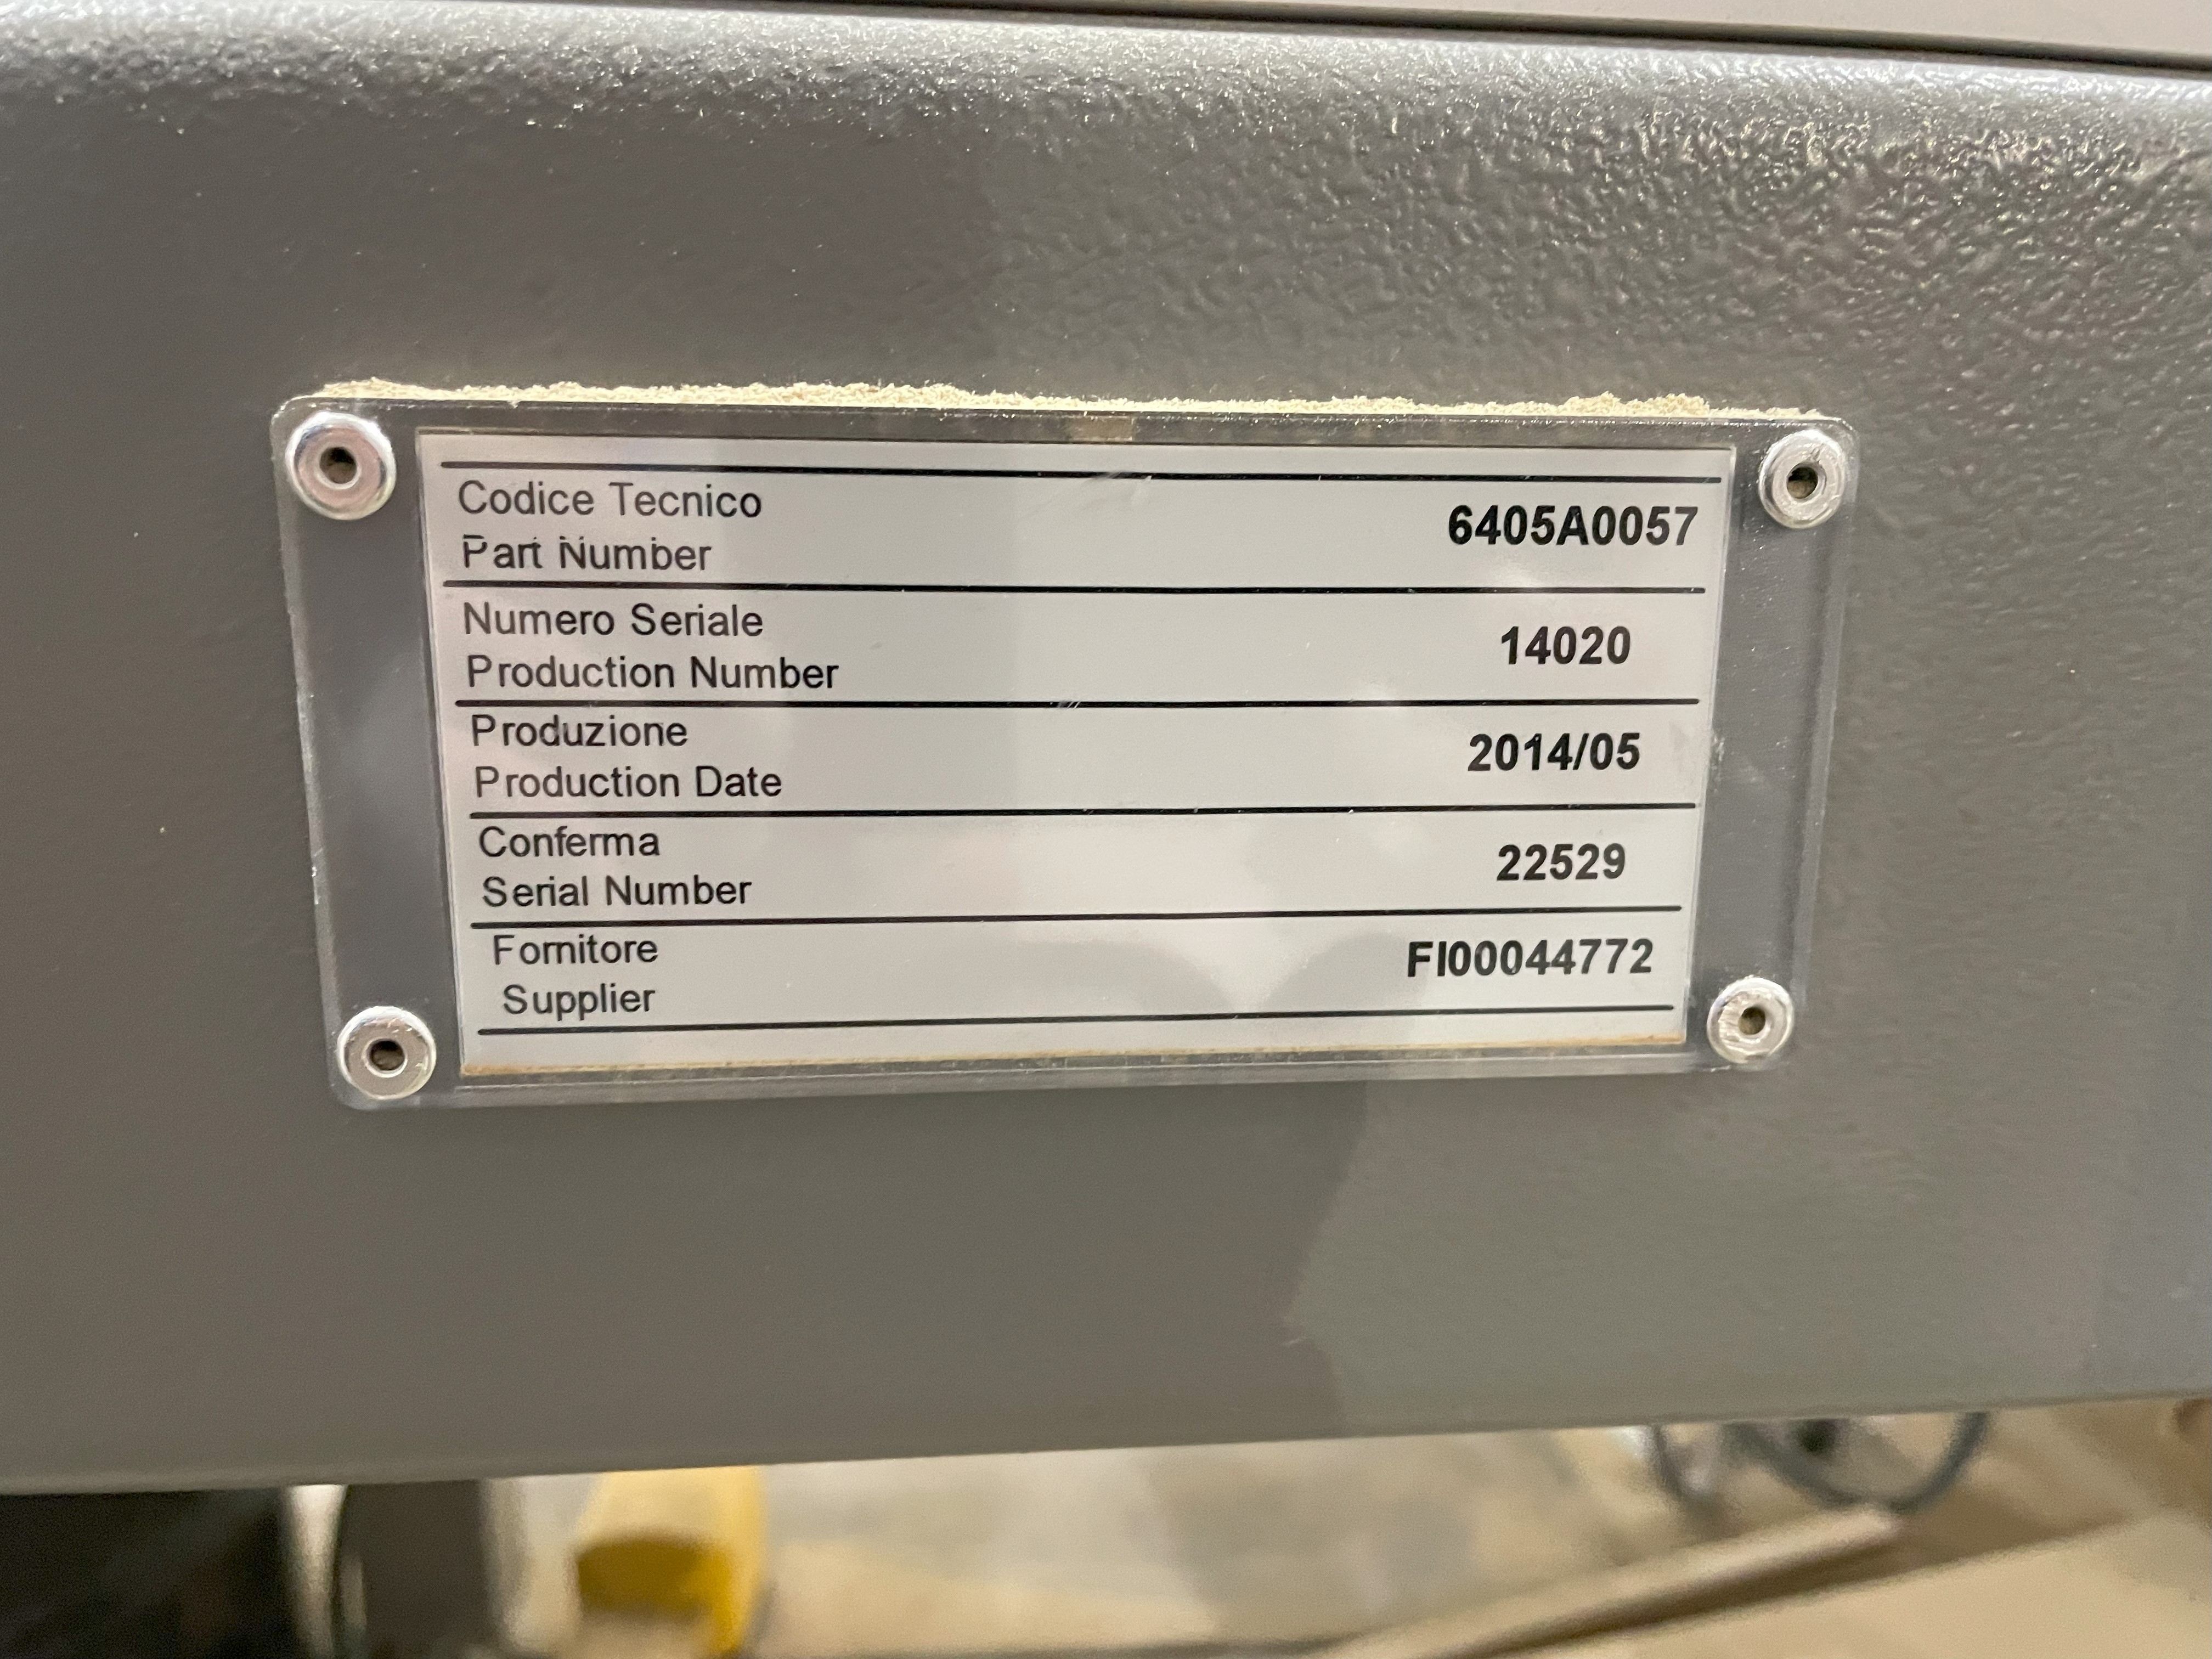 Codice Tecnico
Part Number
6405A0057
Numero Seriale
Production Number
14020
Produzione
Production Date
2014/05
Conferma
Serial Number
22529
Fornitore
Supplier
FI00044772